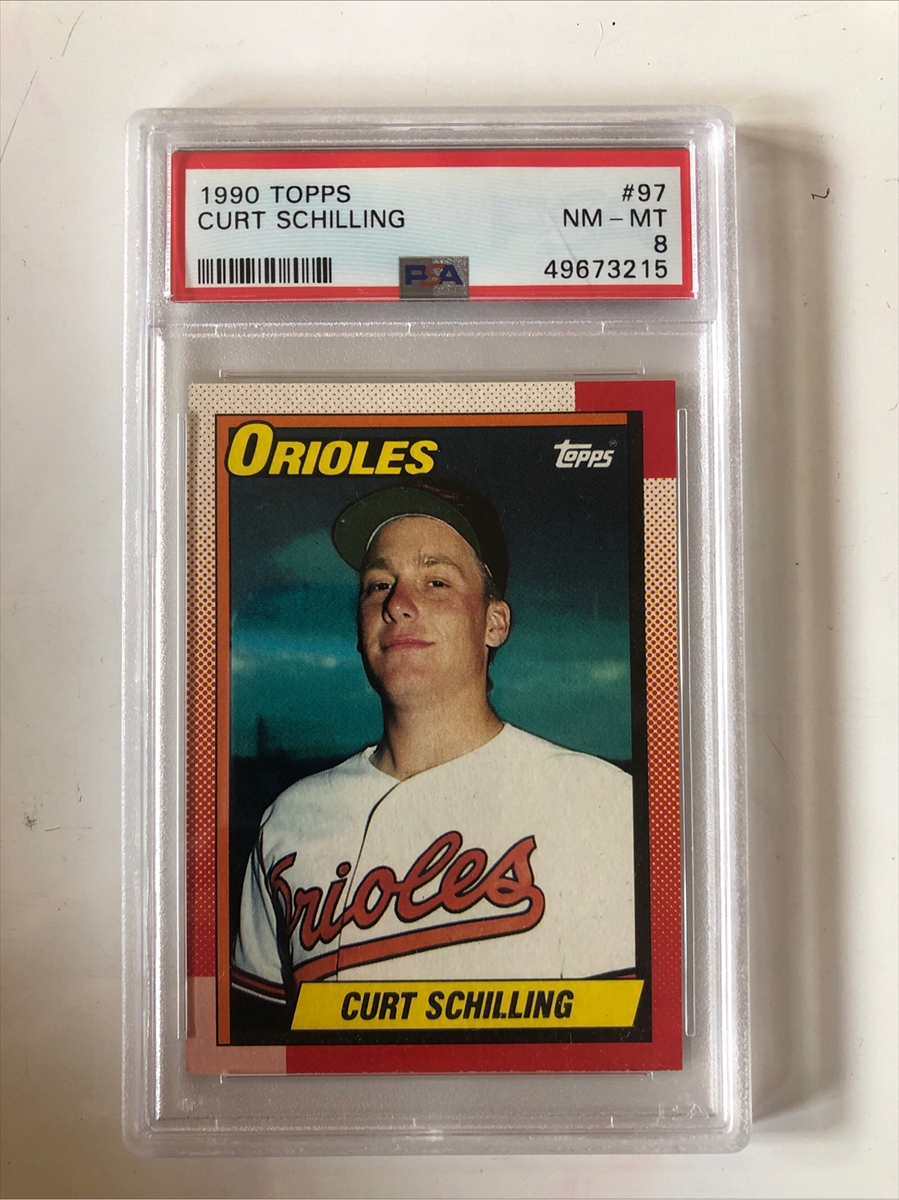 1990 TOPPS #97
CURT SCHILLING NM - MT
8
49673215
PSA
ORIOLES
topps
Orioles
CURT SCHILLING